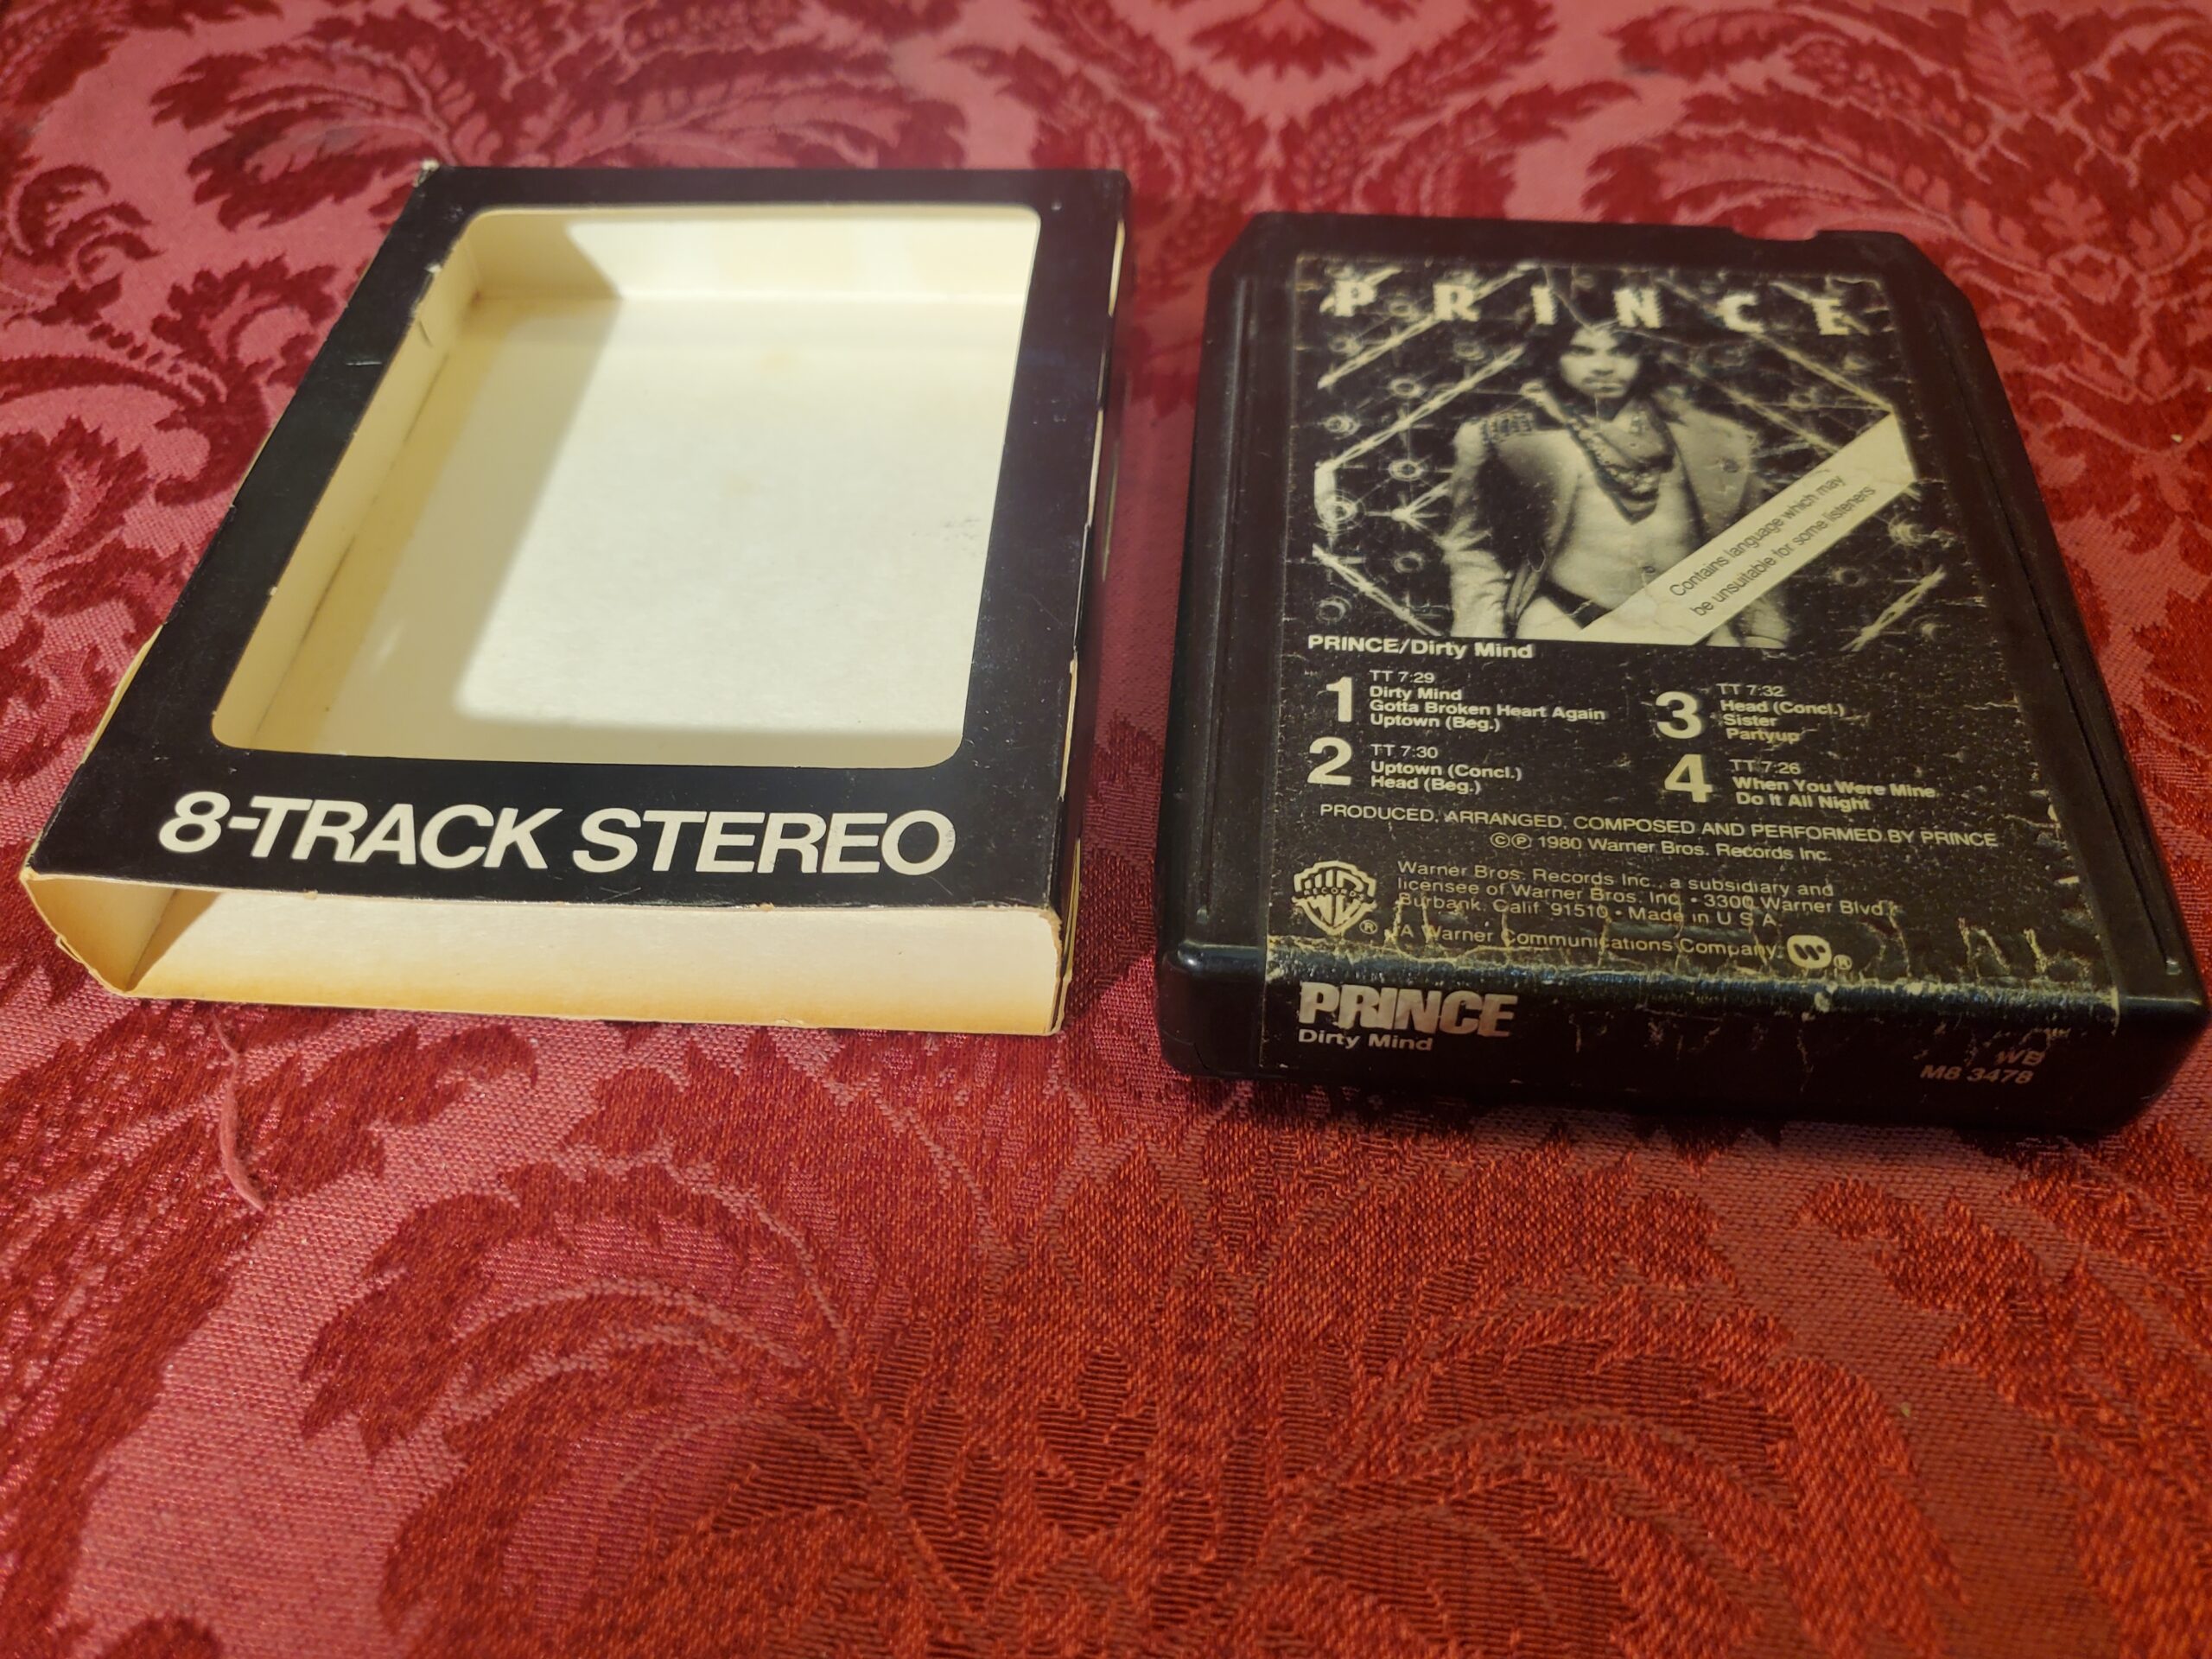 8-TRACK STEREO
PRINCE
Contains language which may
be unsuitable for some listeners
PRINCE/Dirty Mind
1 TT 7:29
Dirty Mind
Gotta Broken Heart Again
Uptown (Beg.)
2 TT 7:30
Uptown (Concl.)
Head (Beg.)
3 TT 7:32
Head (Concl.)
Sister
Partyup
4 TT 7:26
When You Were Mine
Do It All Night
PRODUCED, ARRANGED, COMPOSED AND PERFORMED BY PRINCE
©℗ 1980 Warner Bros. Records Inc.
RECORDS
®
Warner Bros. Records Inc., a subsidiary and
licensee of Warner Bros. Inc. • 3300 Warner Blvd.,
Burbank, Calif. 91510 • Made in U.S.A.
A Warner Communications Company ®
PRINCE
Dirty Mind
WB
M8 3478